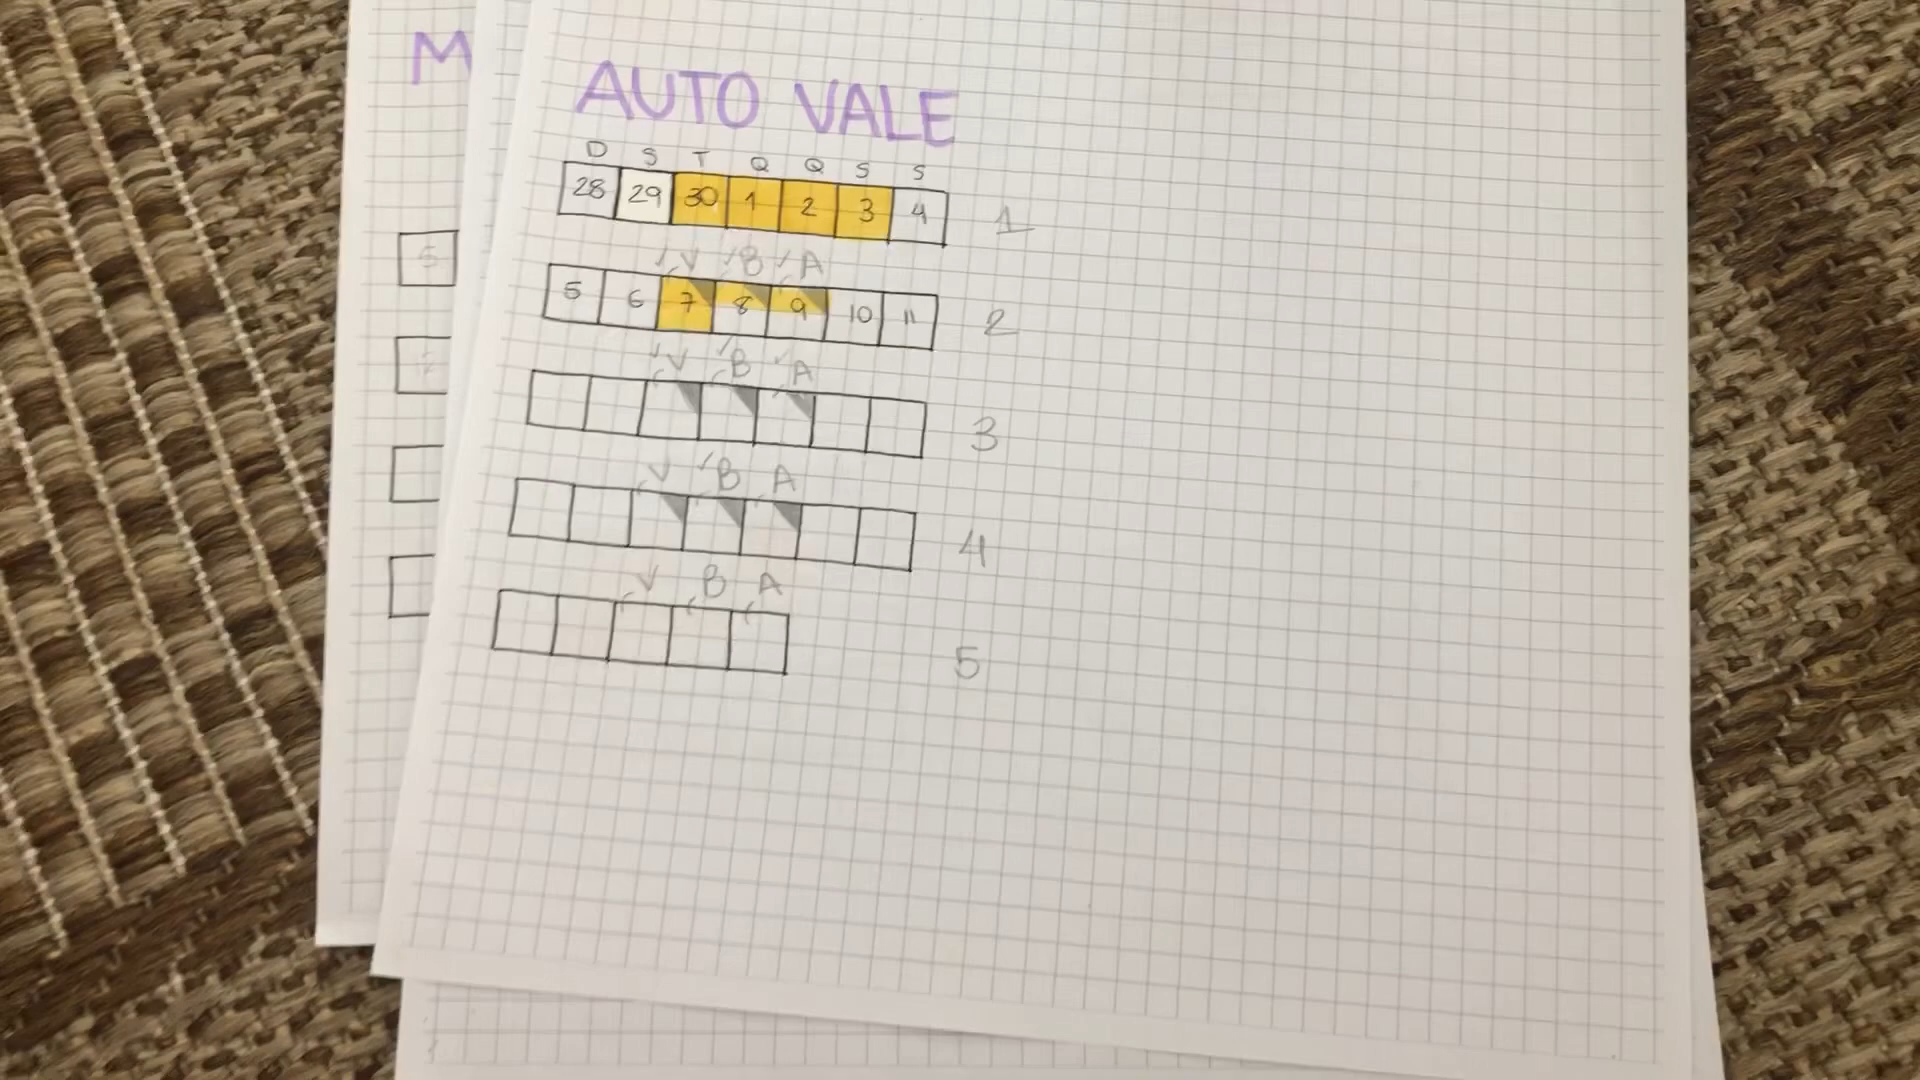 M
AUTO VALE
D S T Q Q S S
28 29 30 1 2 3 4 1
✓ V ✓ B ✓ A
5 6 7 8 9 10 11 2
✓ V ✓ B ✓ A
3
V ✓ B A
4
V B A
5
5